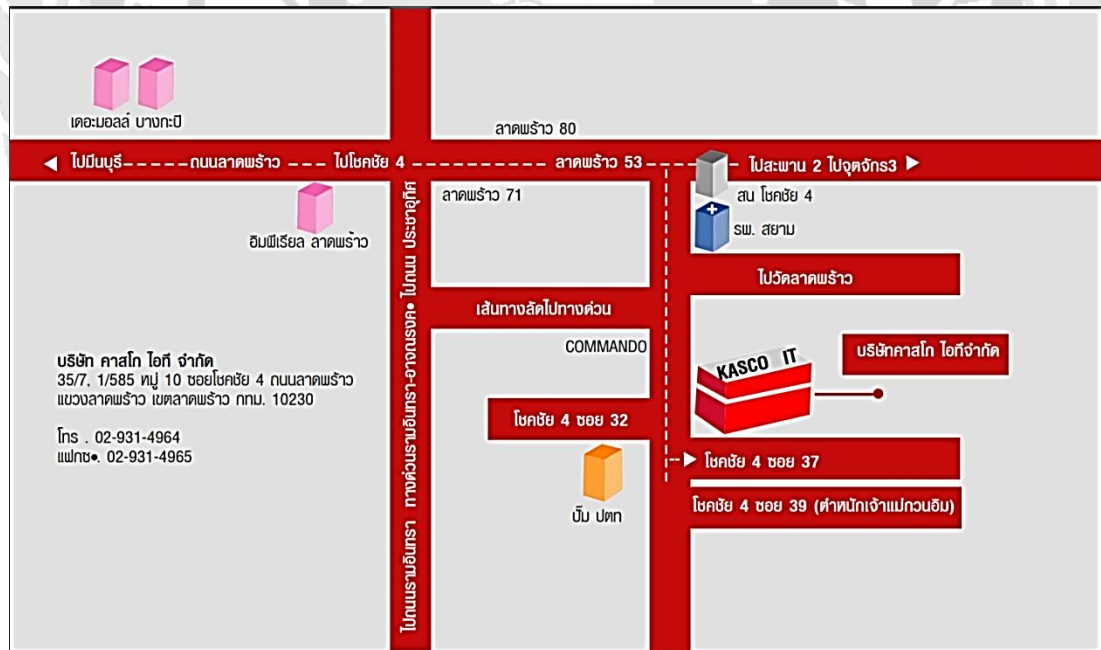 เดอะมอลล์ บางกะปิ
ลาดพร้าว 80
ไปมีนบุรี
ถนนลาดพร้าว
ไปโชคชัย 4
ลาดพร้าว 53
ไปสะพาน 2 ไปจตุจักร3
อิมพีเรียล ลาดพร้าว
ลาดพร้าว 71
สน โชคชัย 4
รพ. สยาม
ไปวัดลาดพร้าว
เส้นทางลัดไปทางด่วน
ไปถนนรามอินทรา ทางด่วนรามอินทรา-อาจณรงค• ไปถนน ประชาอุทิศ
COMMANDO
KASCO IT
บริษัทคาสโก ไอทีจำกัด
บริษัท คาสโก ไอที จำกัด
35/7, 1/585 หมู่ 10 ซอยโชคชัย 4 ถนนลาดพร้าว
แขวงลาดพร้าว เขตลาดพร้าว กทม. 10230
โทร . 02-931-4964
แฟกซ•. 02-931-4965
โชคชัย 4 ซอย 32
โชคชัย 4 ซอย 37
ปั๊ม ปตท
โชคชัย 4 ซอย 39 (ตำหนักเจ้าแม่กวนอิม)